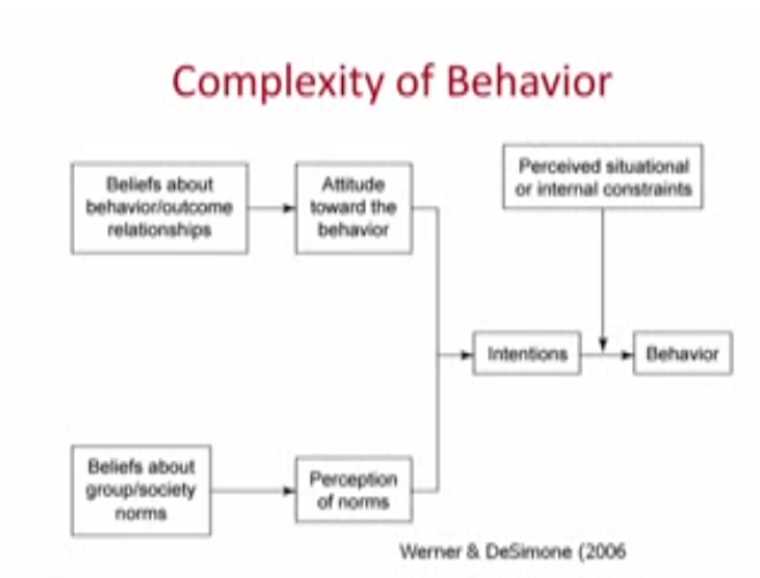 Complexity of Behavior
Beliefs about
behavior/outcome
relationships
Attitude
toward the
behavior
Perceived situational
or internal constraints
Intentions
Behavior
Beliefs about
group/society
norms
Perception
of norms
Werner & DeSimone (2006